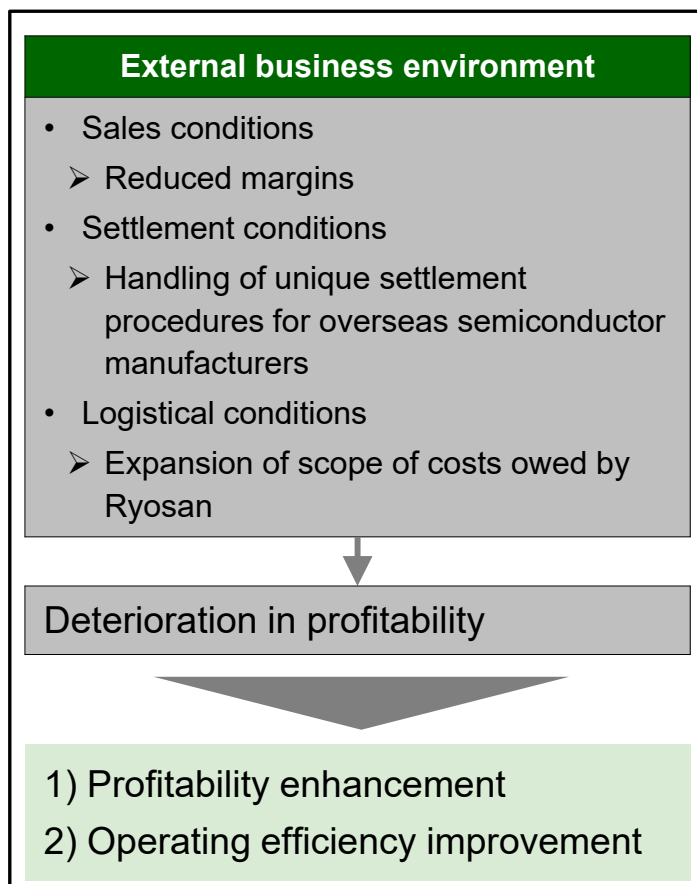 External business environment
• Sales conditions
➢ Reduced margins
• Settlement conditions
➢ Handling of unique settlement
procedures for overseas semiconductor
manufacturers
• Logistical conditions
➢ Expansion of scope of costs owed by
Ryosan
Deterioration in profitability
1) Profitability enhancement
2) Operating efficiency improvement